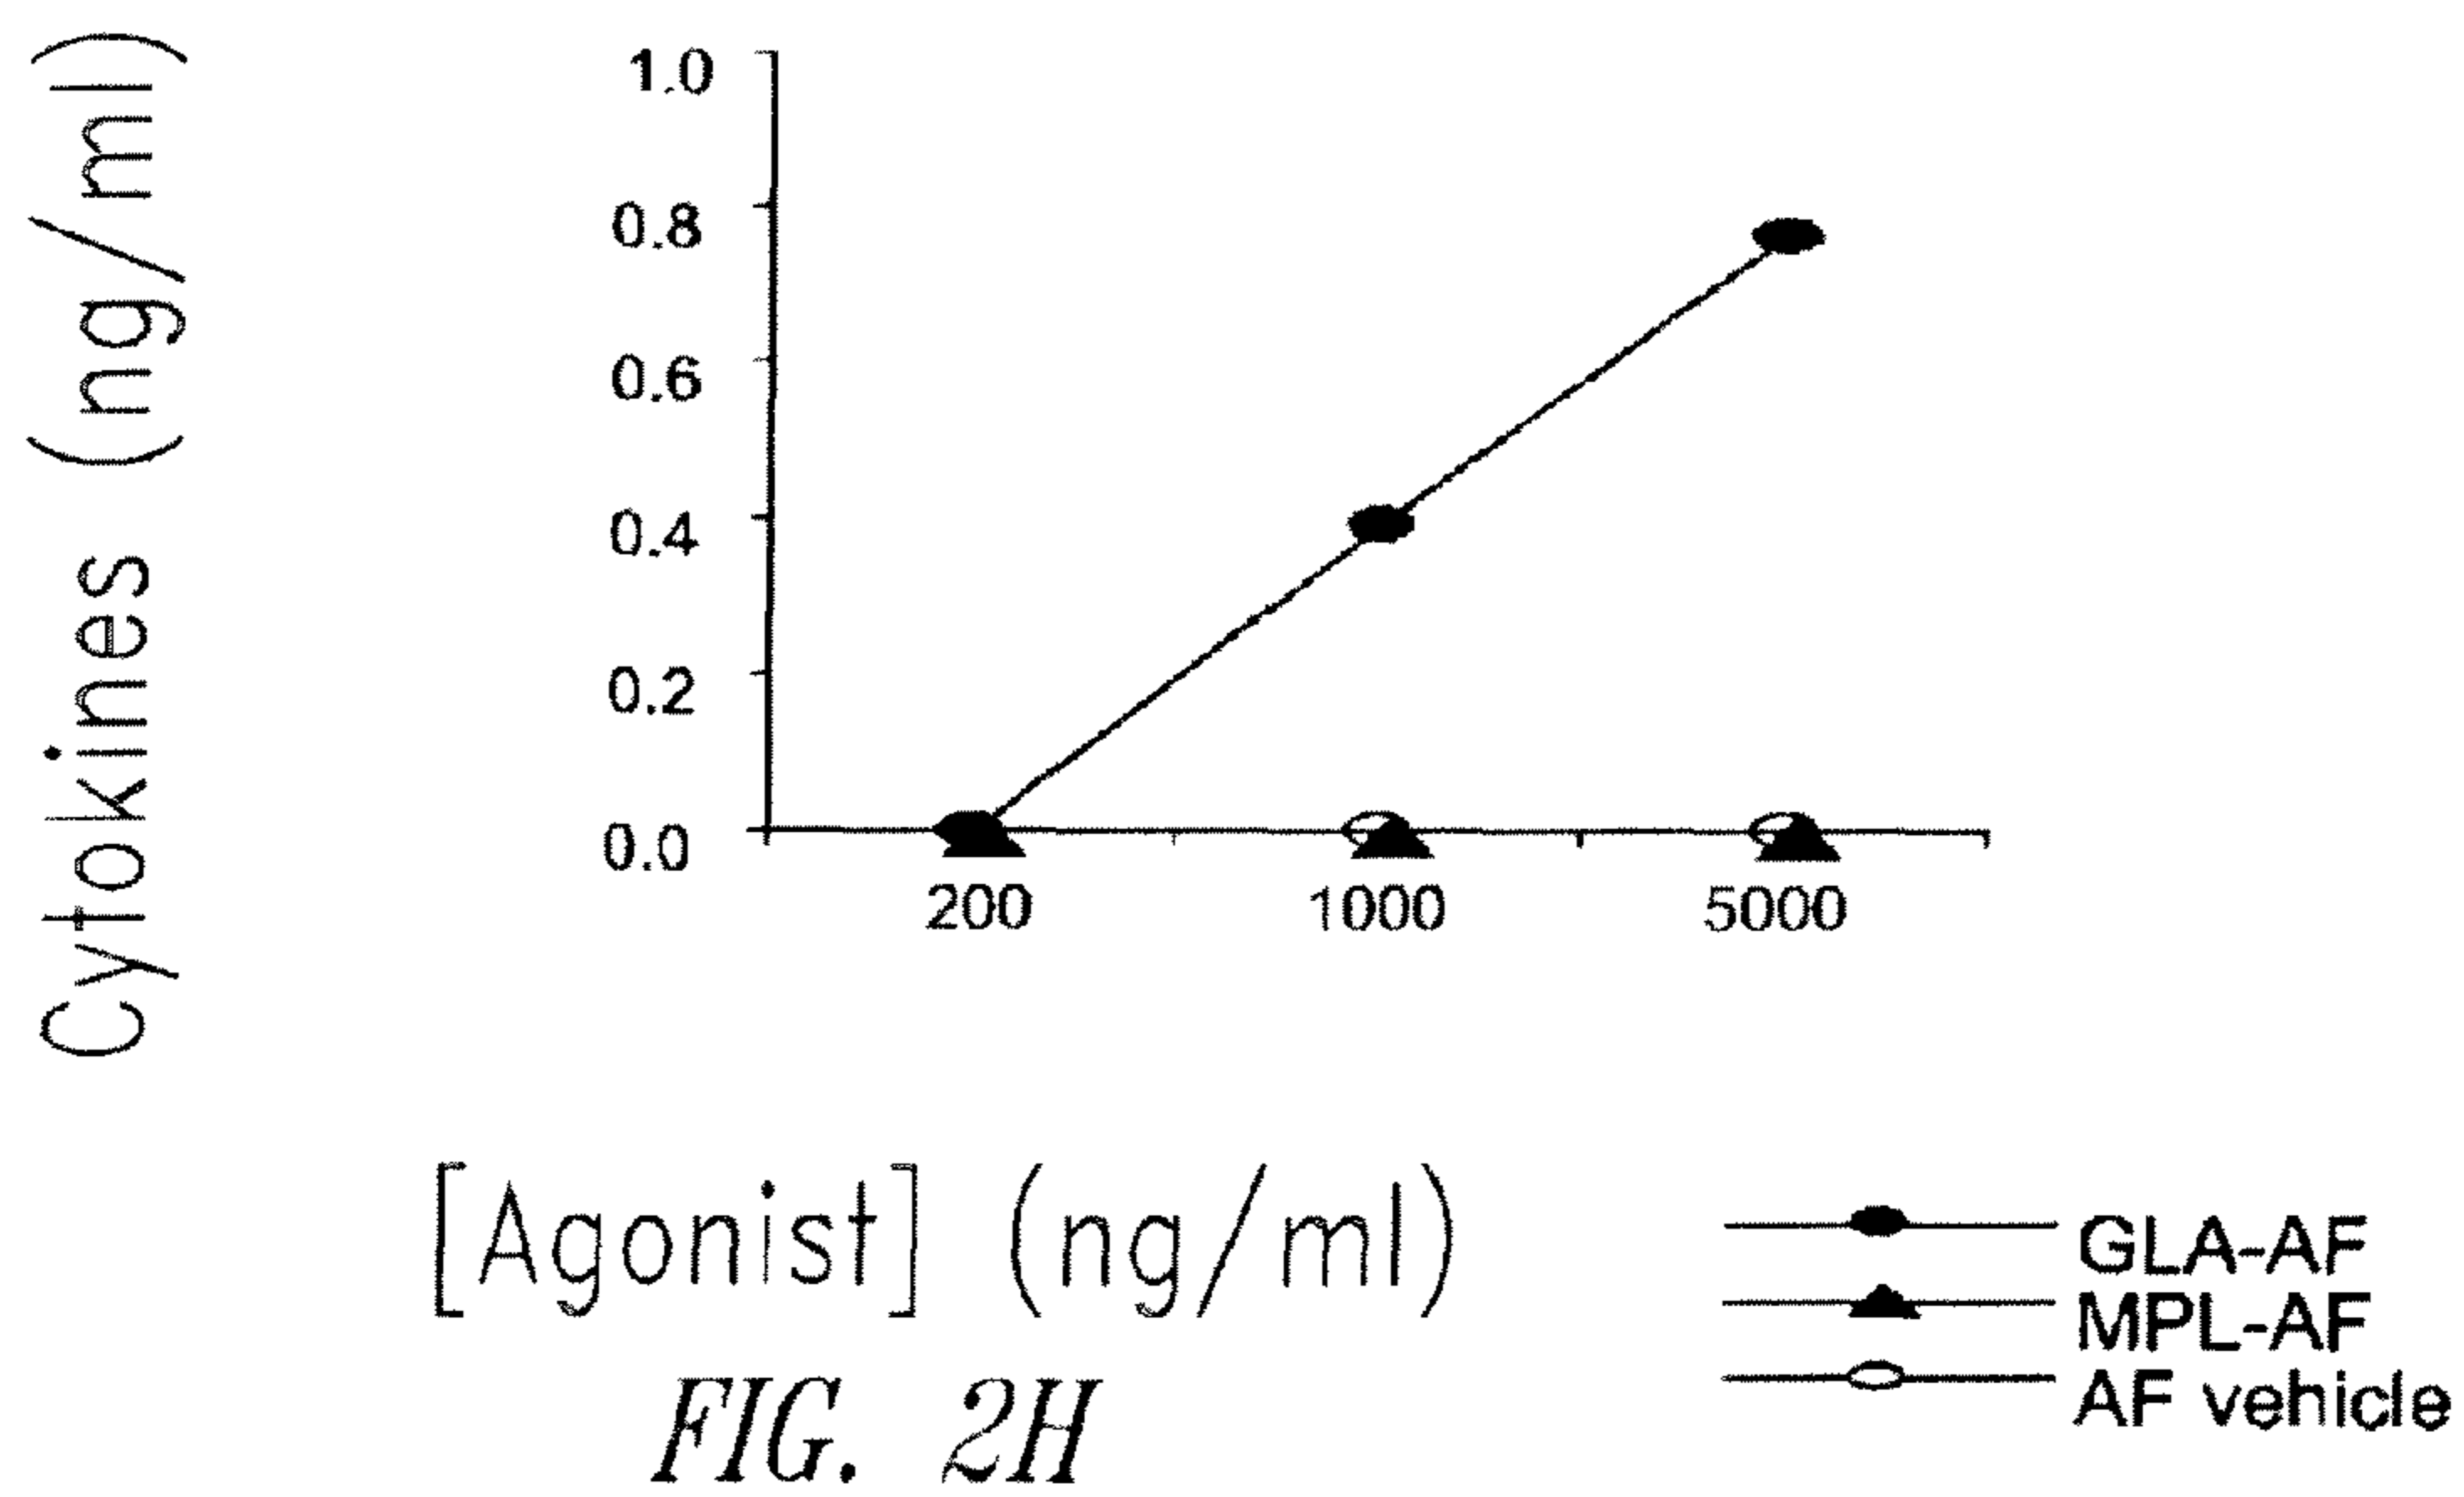 Cytokines (ng/ml)
1.0
0.8
0.6
0.4
0.2
0.0
200 1000 5000
[Agonist] (ng/ml)
GLA-AF
MPL-AF
AF vehicle
FIG. 2H